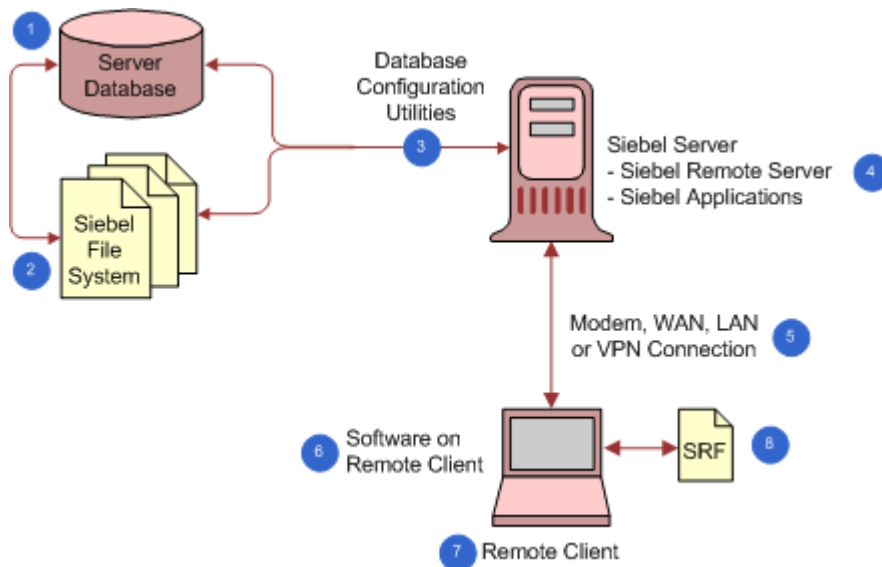 1
Server
Database
2
Siebel
File
System
Database
Configuration
Utilities
3
Siebel Server
- Siebel Remote Server
- Siebel Applications
4
Modem, WAN, LAN
or VPN Connection
5
6
Software on
Remote Client
SRF
8
7
Remote Client